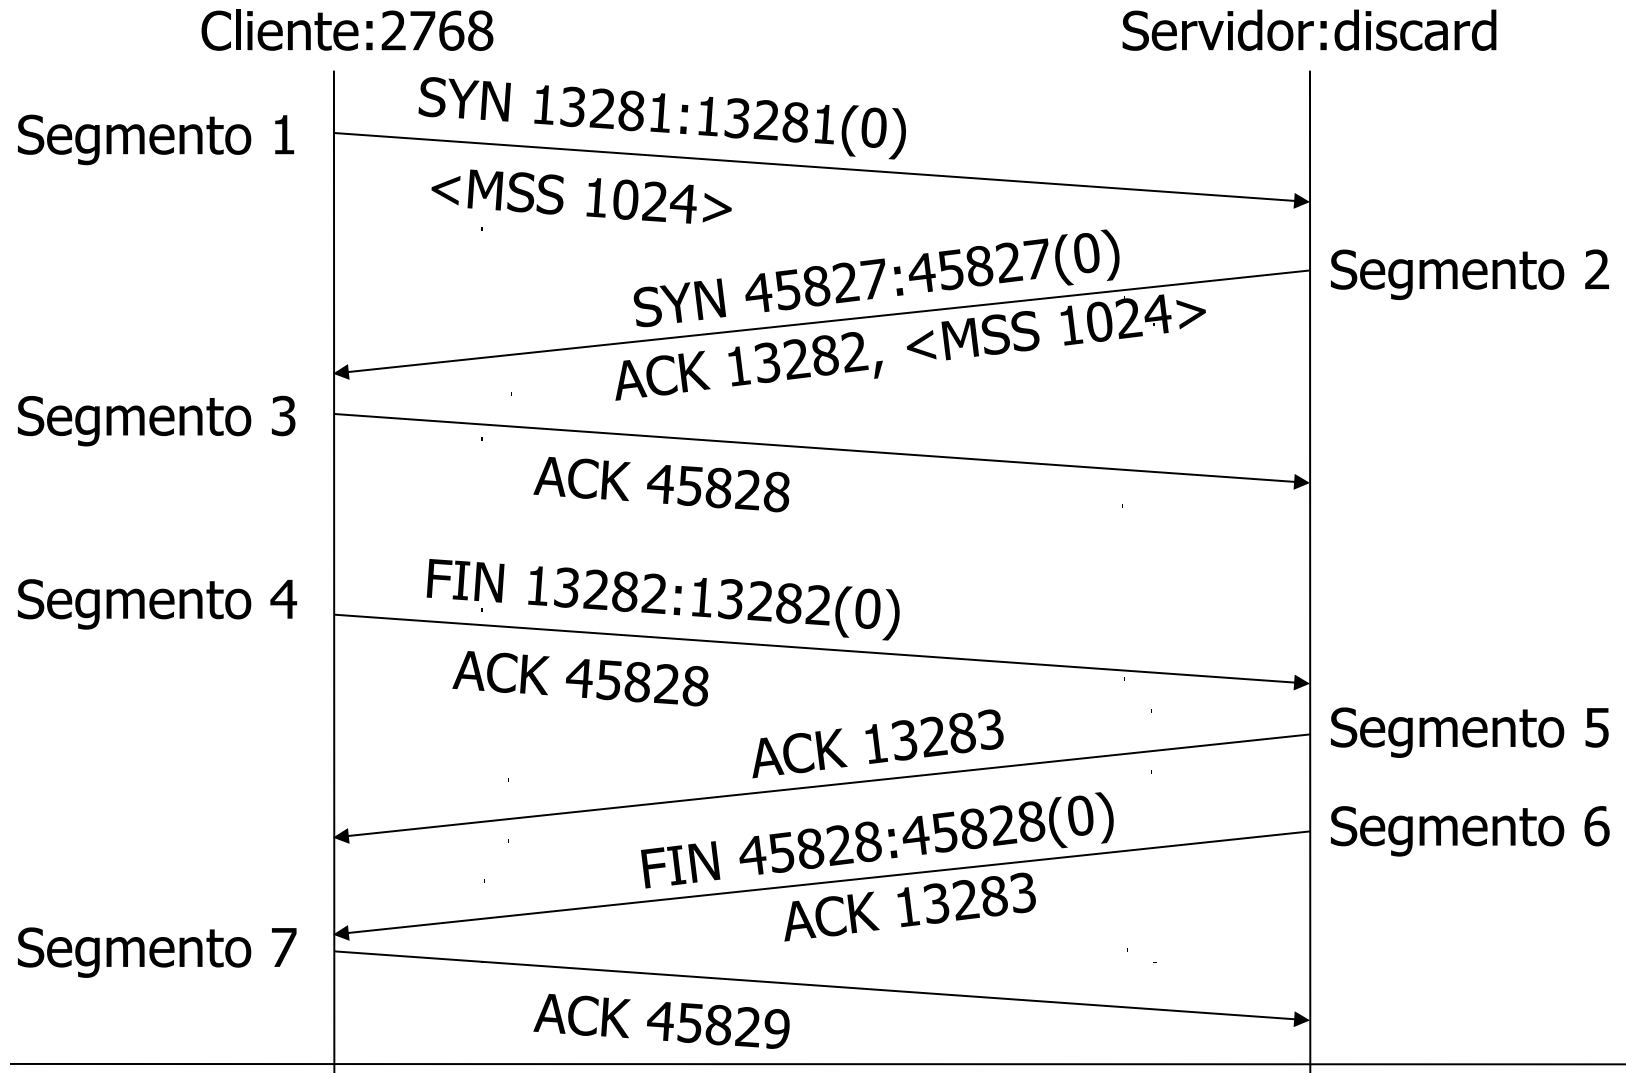 Cliente:2768
Servidor:discard
Segmento 1
SYN 13281:13281(0)
<MSS 1024>
Segmento 2
SYN 45827:45827(0)
ACK 13282, <MSS 1024>
Segmento 3
ACK 45828
Segmento 4
FIN 13282:13282(0)
ACK 45828
Segmento 5
ACK 13283
Segmento 6
FIN 45828:45828(0)
ACK 13283
Segmento 7
ACK 45829